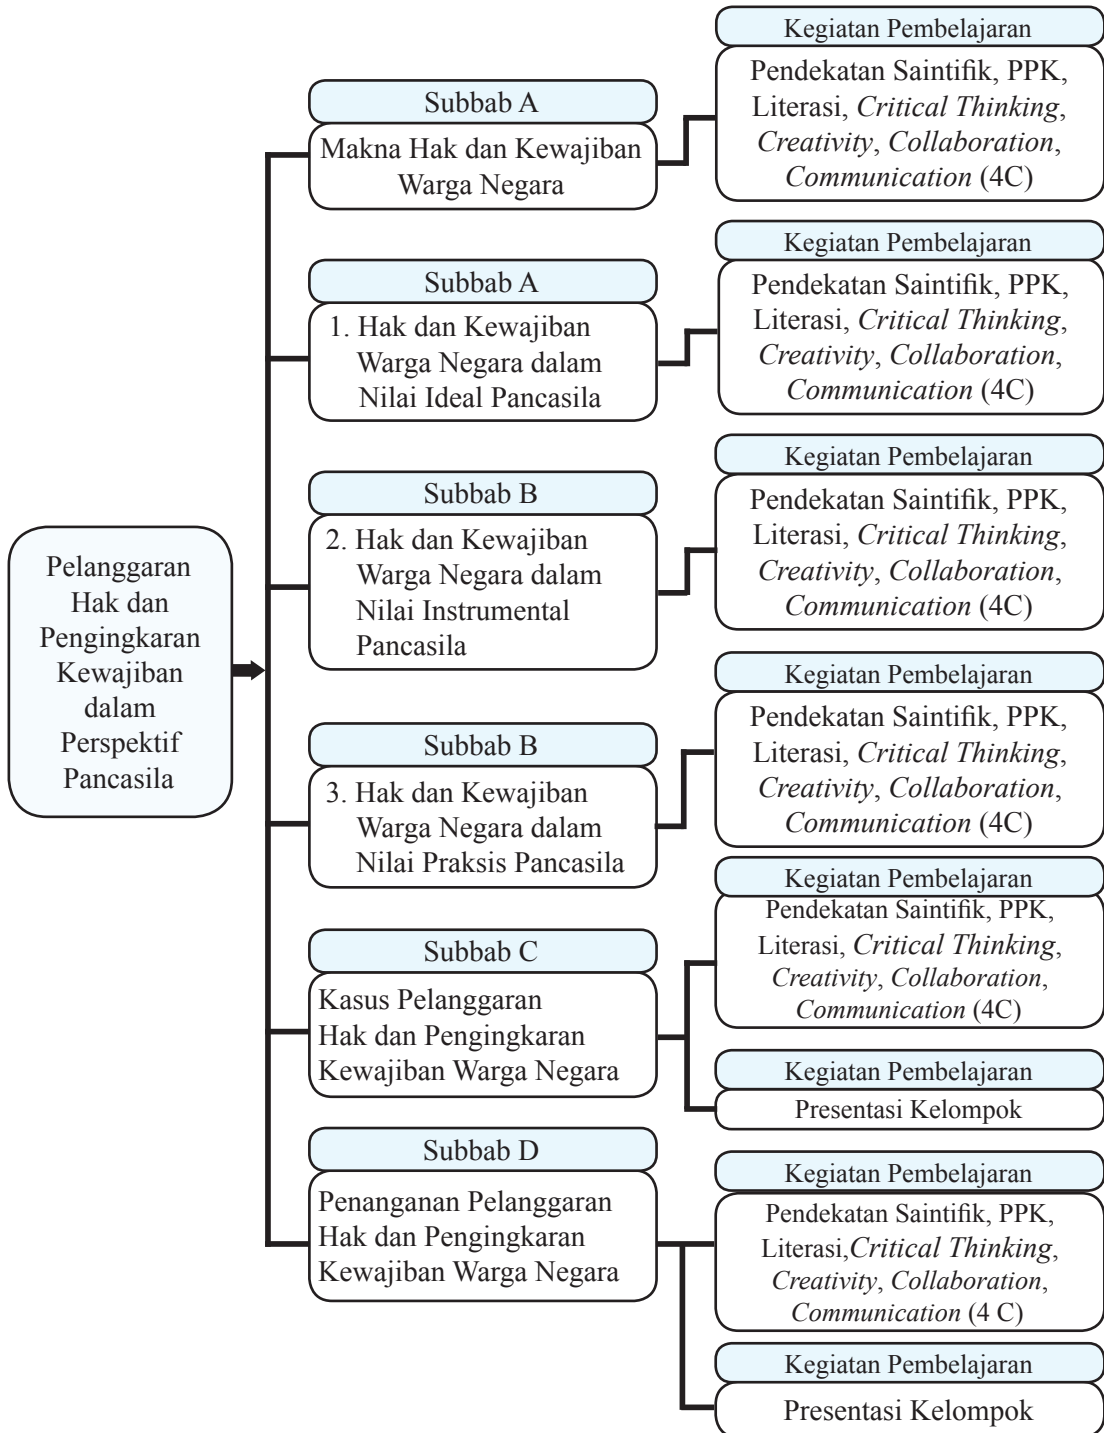 Pelanggaran
Hak dan
Pengingkaran
Kewajiban
dalam
Perspektif
Pancasila
Subbab A
Makna Hak dan Kewajiban
Warga Negara
Kegiatan Pembelajaran
Pendekatan Saintifik, PPK,
Literasi, Critical Thinking,
Creativity, Collaboration,
Communication (4C)
Subbab A
1. Hak dan Kewajiban
Warga Negara dalam
Nilai Ideal Pancasila
Kegiatan Pembelajaran
Pendekatan Saintifik, PPK,
Literasi, Critical Thinking,
Creativity, Collaboration,
Communication (4C)
Subbab B
2. Hak dan Kewajiban
Warga Negara dalam
Nilai Instrumental
Pancasila
Kegiatan Pembelajaran
Pendekatan Saintifik, PPK,
Literasi, Critical Thinking,
Creativity, Collaboration,
Communication (4C)
Subbab B
3. Hak dan Kewajiban
Warga Negara dalam
Nilai Praksis Pancasila
Kegiatan Pembelajaran
Pendekatan Saintifik, PPK,
Literasi, Critical Thinking,
Creativity, Collaboration,
Communication (4C)
Subbab C
Kasus Pelanggaran
Hak dan Pengingkaran
Kewajiban Warga Negara
Kegiatan Pembelajaran
Pendekatan Saintifik, PPK,
Literasi, Critical Thinking,
Creativity, Collaboration,
Communication (4C)
Kegiatan Pembelajaran
Presentasi Kelompok
Subbab D
Penanganan Pelanggaran
Hak dan Pengingkaran
Kewajiban Warga Negara
Kegiatan Pembelajaran
Pendekatan Saintifik, PPK,
Literasi,Critical Thinking,
Creativity, Collaboration,
Communication (4 C)
Kegiatan Pembelajaran
Presentasi Kelompok